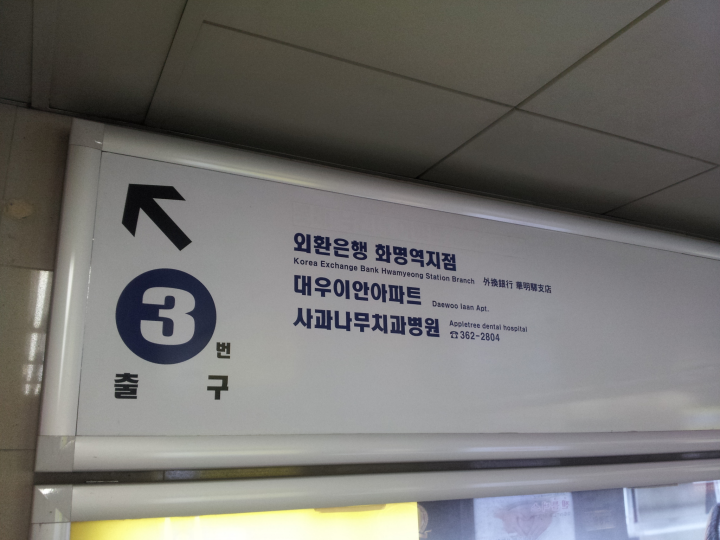 3번
출구
외환은행 화명역지점
Korea Exchange Bank Hwamyeong Station Branch 外換銀行 華明驛支店
대우이안아파트 Daewoo Iaan Apt.
사과나무치과병원 Appletree dental hospital
☎362-2804